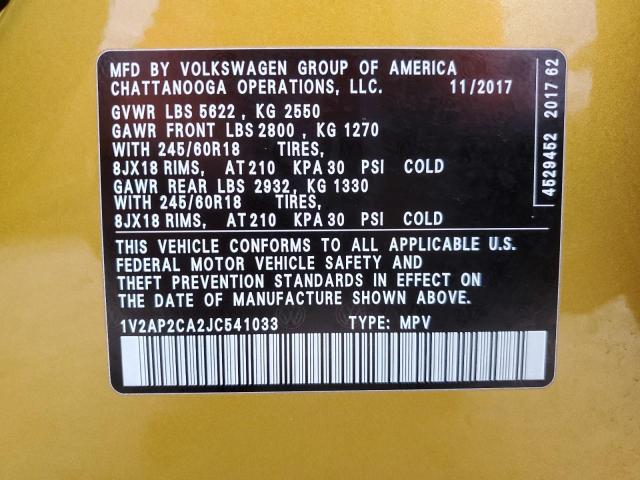 MFD BY VOLKSWAGEN GROUP OF AMERICA
CHATTANOOGA OPERATIONS, LLC. 11/2017
GVWR LBS 5622 , KG 2550
GAWR FRONT LBS 2800 , KG 1270
WITH 245/60R18 TIRES,
8JX18 RIMS, AT 210 KPA 30 PSI COLD
GAWR REAR LBS 2932, KG 1330
WITH 245/60R18 TIRES,
8JX18 RIMS, AT 210 KPA 30 PSI COLD
THIS VEHICLE CONFORMS TO ALL APPLICABLE U.S.
FEDERAL MOTOR VEHICLE SAFETY AND
THEFT PREVENTION STANDARDS IN EFFECT ON
THE DATE OF MANUFACTURE SHOWN ABOVE.
1V2AP2CA2JC541033 TYPE: MPV
4529452 2017 62